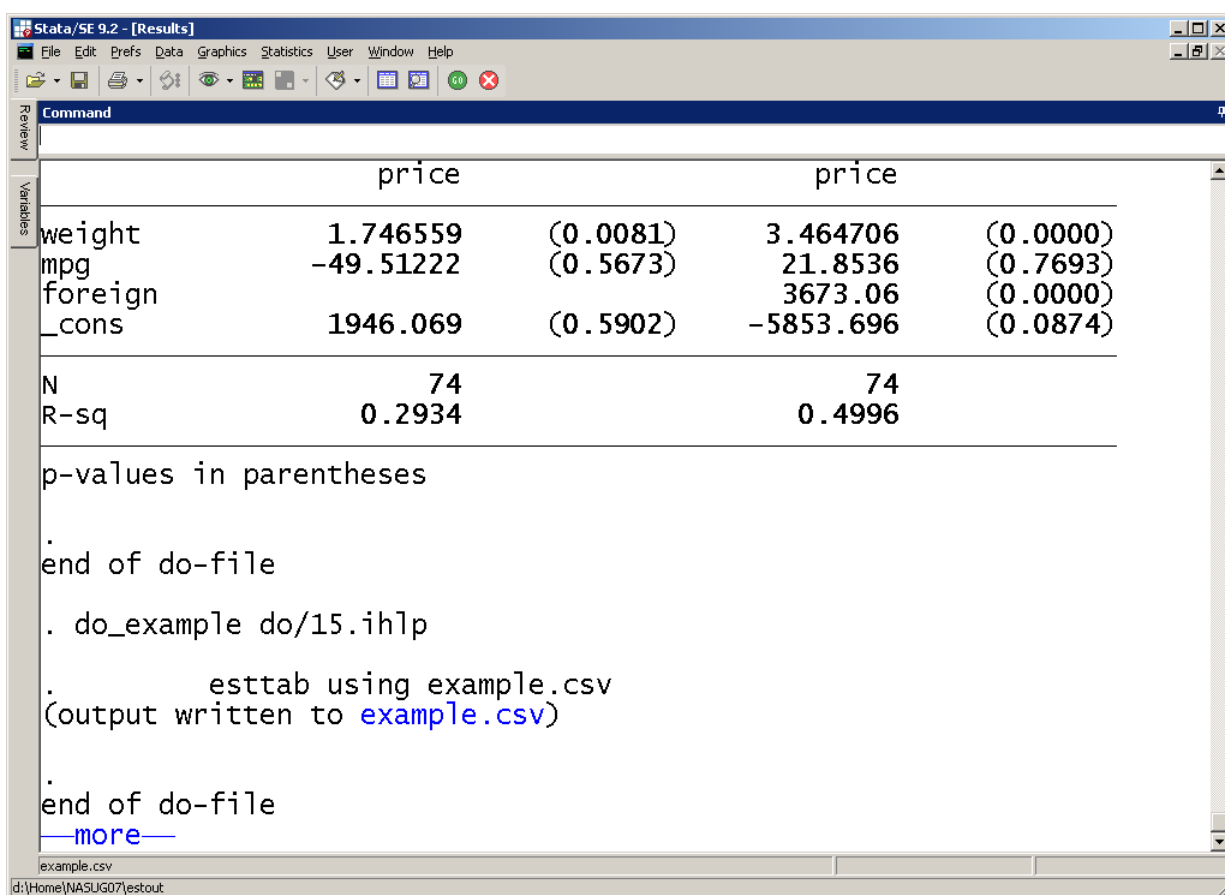 Stata/SE 9.2 - [Results]
File Edit Prefs Data Graphics Statistics User Window Help
GO
Review
Command
Variables
price price
weight 1.746559 (0.0081) 3.464706 (0.0000)
mpg -49.51222 (0.5673) 21.8536 (0.7693)
foreign 3673.06 (0.0000)
_cons 1946.069 (0.5902) -5853.696 (0.0874)
N 74 74
R-sq 0.2934 0.4996
p-values in parentheses
.
end of do-file
. do_example do/15.ihlp
. esttab using example.csv
(output written to example.csv)
.
end of do-file
—more—
example.csv
d:\Home\NASUG07\estout